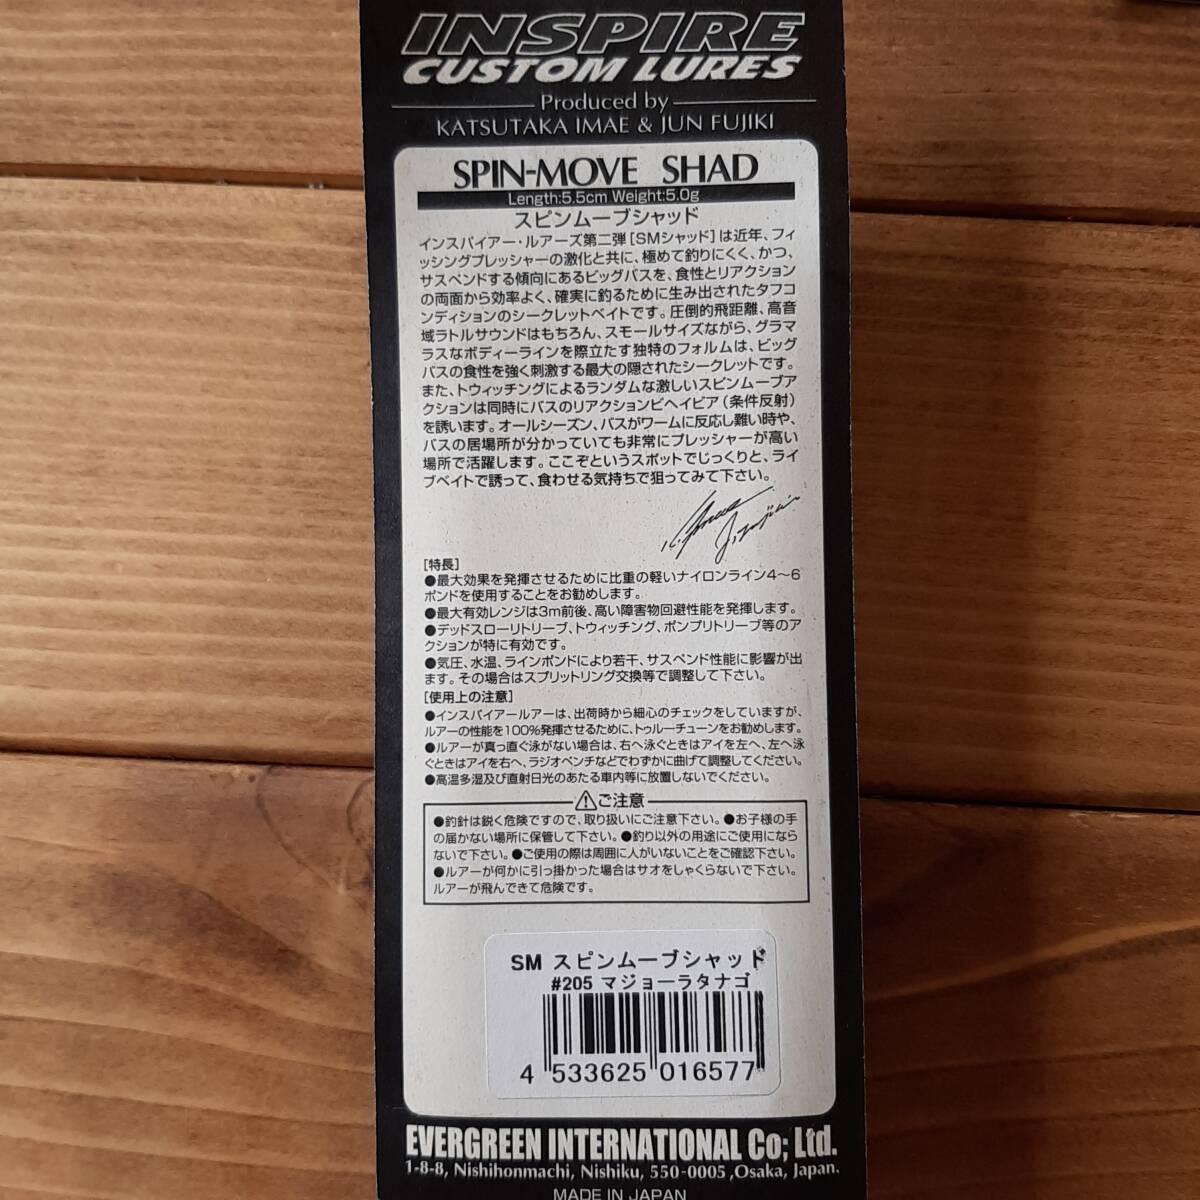 INSPIRE
CUSTOM LURES
Produced by
KATSUTAKA IMAE & JUN FUJIKI
SPIN-MOVE SHAD
Length:5.5cm Weight:5.0g
スピンムーブシャッド
インスパイアー・ルアーズ第二弾[SMシャッド]は近年、フィ
ッシングプレッシャーの激化と共に、極めて釣りにくく、かつ、
サスペンドする傾向にあるビッグバスを、食性とリアクション
の両面から効率よく、確実に釣るために生み出されたタフコ
ンディションのシークレットベイトです。圧倒的飛距離、高音
域ラトルサウンドはもちろん、スモールサイズながら、グラマ
ラスなボディーラインを際立たす独特のフォルムは、ビッグ
バスの食性を強く刺激する最大の隠されたシークレットです。
また、トウィッチングによるランダムな激しいスピンムーブア
クションは同時にバスのリアクションビヘイビア(条件反射)
を誘います。オールシーズン、バスがワームに反応し難い時や、
バスの居場所が分かっていても非常にプレッシャーが高い
場所で活躍します。ここぞというスポットでじっくりと、ライ
ブベイトで誘って、食わせる気持ちで狙ってみて下さい。
[特長]
●最大効果を発揮させるために比重の軽いナイロンライン4〜6
ポンドを使用することをお勧めします。
●最大有効レンジは3m前後、高い障害物回避性能を発揮します。
●デッドスローリトリーブ、トウィッチング、ポンプリトリーブ等のア
クションが特に有効です。
●気圧、水温、ラインポンドにより若干、サスペンド性能に影響が出
ます。その場合はスプリットリング交換等で調整して下さい。
[使用上の注意]
●インスパイアールアーは、出荷時から細心のチェックをしていますが、
ルアーの性能を100%発揮させるために、トゥルーチューンをお勧めします。
●ルアーが真っ直ぐ泳がない場合は、右へ泳ぐときはアイを左へ、左へ泳
ぐときはアイを右へ、ラジオペンチなどでわずかに曲げて調整してください。
●高温多湿及び直射日光のあたる車内等に放置しないでください。
⚠ご注意
●釣針は鋭く危険ですので、取り扱いにご注意下さい。●お子様の手
の届かない場所に保管して下さい。●釣り以外の用途にご使用になら
ないで下さい。●ご使用の際は周囲に人がいないことをご確認下さい。
●ルアーが何かに引っ掛かった場合はサオをしゃくらないで下さい。
ルアーが飛んできて危険です。
SM スピンムーブシャッド
#205 マジョーラタナゴ
4 533625 016577
EVERGREEN INTERNATIONAL Co; Ltd.
1-8-8, Nishihonmachi, Nishiku, 550-0005 ,Osaka, Japan.
MADE IN JAPAN